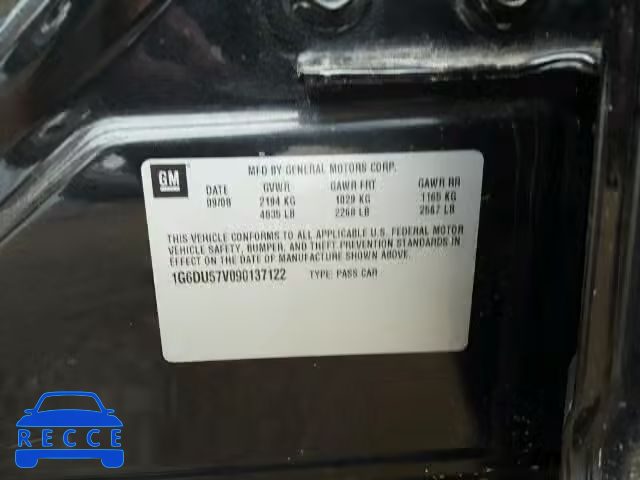 GM
MFD BY GENERAL MOTORS CORP.
DATE GVWR GAWR FRT GAWR RR
09/08 2194 KG 1029 KG 1165 KG
4835 LB 2268 LB 2567 LB
THIS VEHICLE CONFORMS TO ALL APPLICABLE U.S. FEDERAL MOTOR
VEHICLE SAFETY, BUMPER, AND THEFT PREVENTION STANDARDS IN
EFFECT ON THE DATE OF MANUFACTURE SHOWN ABOVE.
1G6DU57V090137122 TYPE: PASS CAR
RECCE